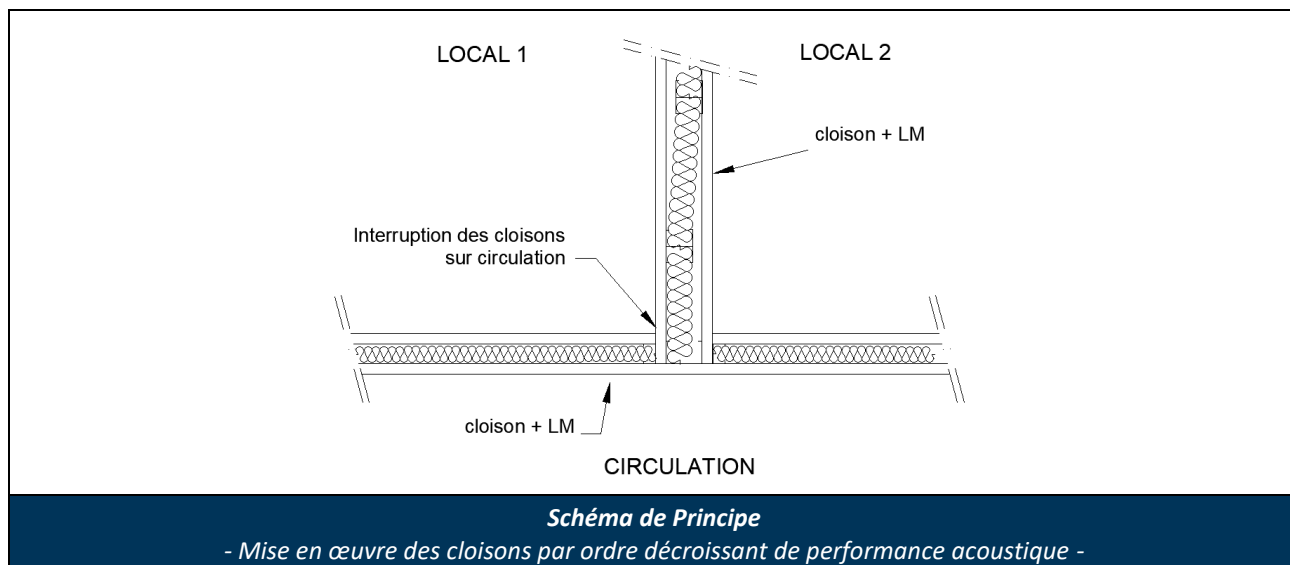 LOCAL 1
LOCAL 2
cloison + LM
Interruption des cloisons
sur circulation
cloison + LM
CIRCULATION
Schéma de Principe
- Mise en œuvre des cloisons par ordre décroissant de performance acoustique -